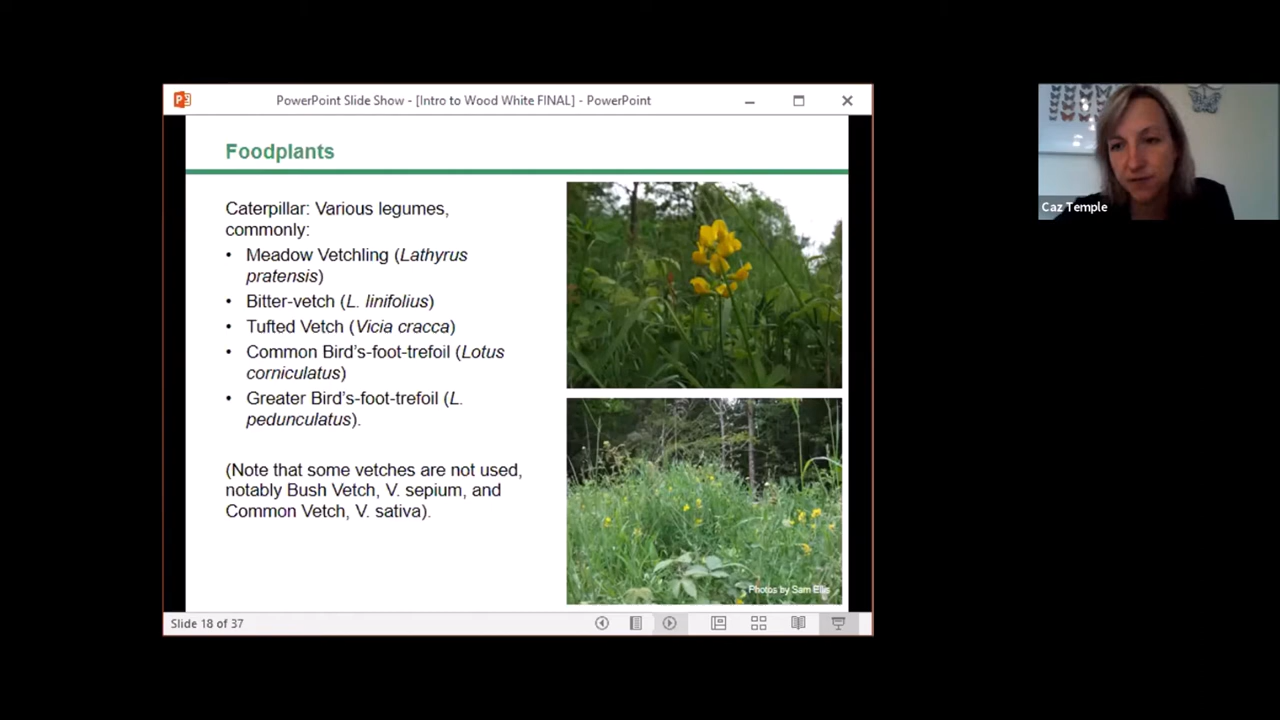 PowerPoint Slide Show - [Intro to Wood White FINAL] - PowerPoint
Foodplants
Caterpillar: Various legumes,
commonly:
• Meadow Vetchling (Lathyrus
pratensis)
• Bitter-vetch (L. linifolius)
• Tufted Vetch (Vicia cracca)
• Common Bird's-foot-trefoil (Lotus
corniculatus)
• Greater Bird's-foot-trefoil (L.
pedunculatus).
(Note that some vetches are not used,
notably Bush Vetch, V. sepium, and
Common Vetch, V. sativa).
Photos by Sam Ellis
Slide 18 of 37
Caz Temple